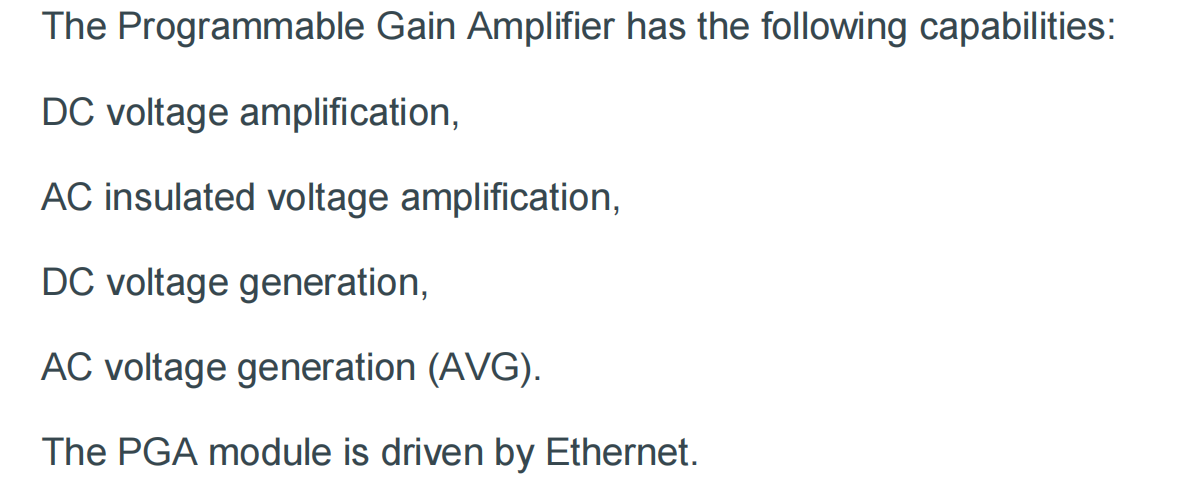 The Programmable Gain Amplifier has the following capabilities:
DC voltage amplification,
AC insulated voltage amplification,
DC voltage generation,
AC voltage generation (AVG).
The PGA module is driven by Ethernet.